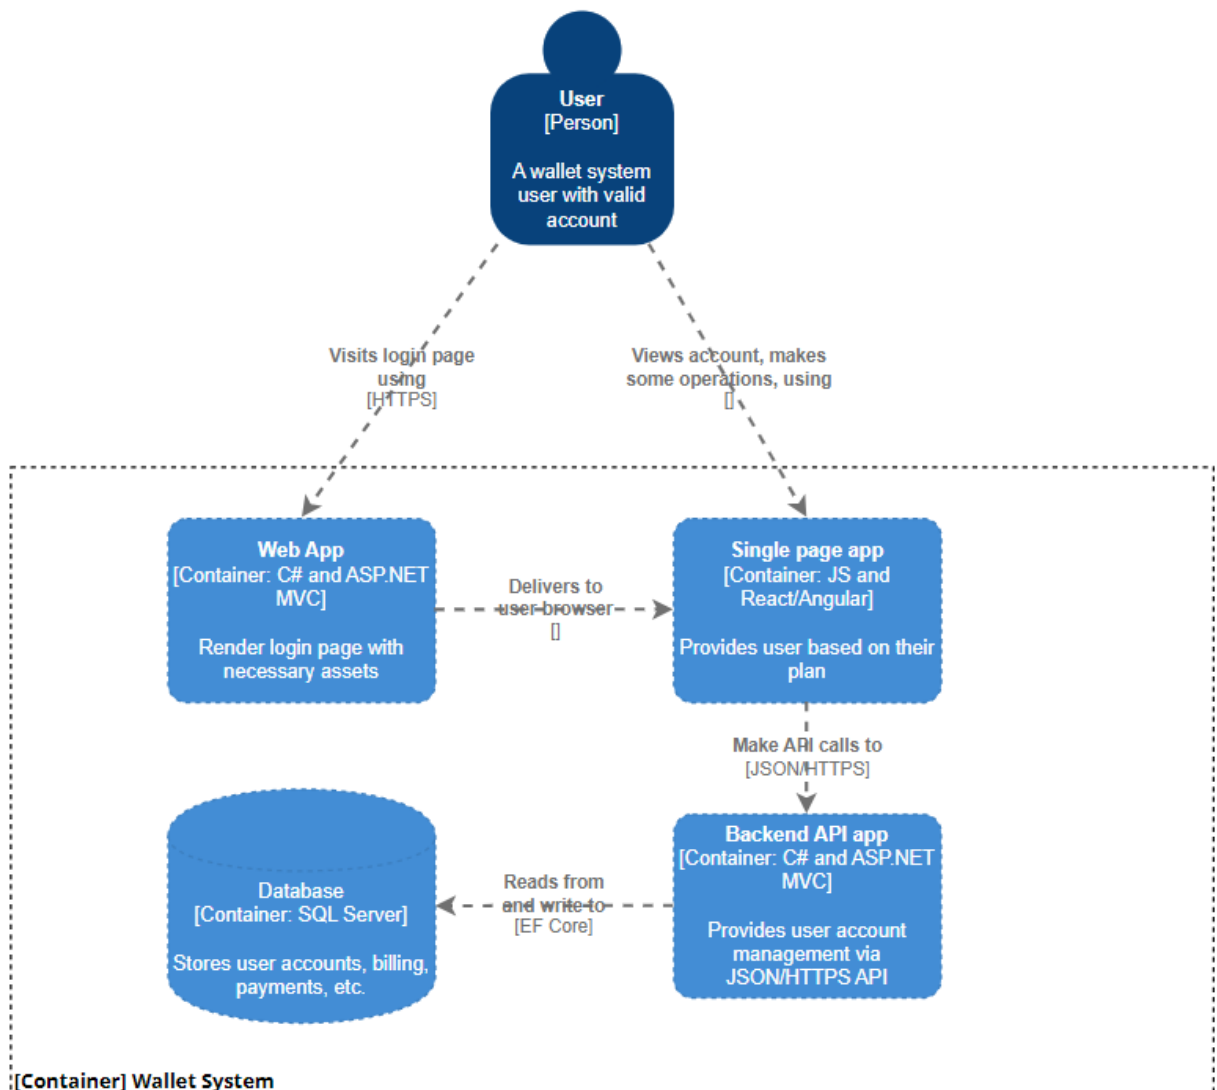 User
[Person]
A wallet system
user with valid
account
Visits login page
using
[HTTPS]
Views account, makes
some operations, using
[]
Web App
[Container: C# and ASP.NET
MVC]
Render login page with
necessary assets
Delivers to
user browser
[]
Single page app
[Container: JS and
React/Angular]
Provides user based on their
plan
Make API calls to
[JSON/HTTPS]
Database
[Container: SQL Server]
Stores user accounts, billing,
payments, etc.
Reads from
and write to
[EF Core]
Backend API app
[Container: C# and ASP.NET
MVC]
Provides user account
management via
JSON/HTTPS API
[Container] Wallet System